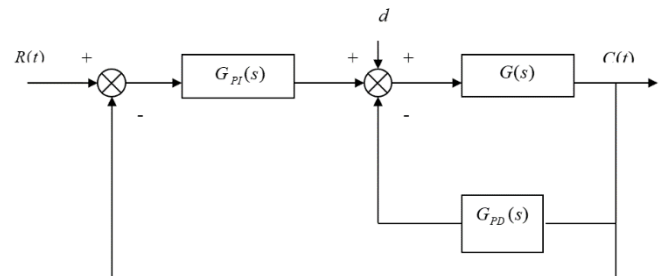 d
R(t)
+
G_PI(s)
+
+
G(s)
C(t)
-
-
G_PD(s)